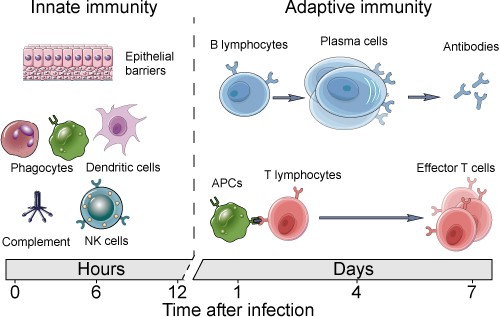 Innate immunity
Adaptive immunity
Epithelial
barriers
B lymphocytes
Plasma cells
Antibodies
Phagocytes
Dendritic cells
APCs
T lymphocytes
Effector T cells
Complement
NK cells
Hours
Days
0
6
12
1
4
7
Time after infection